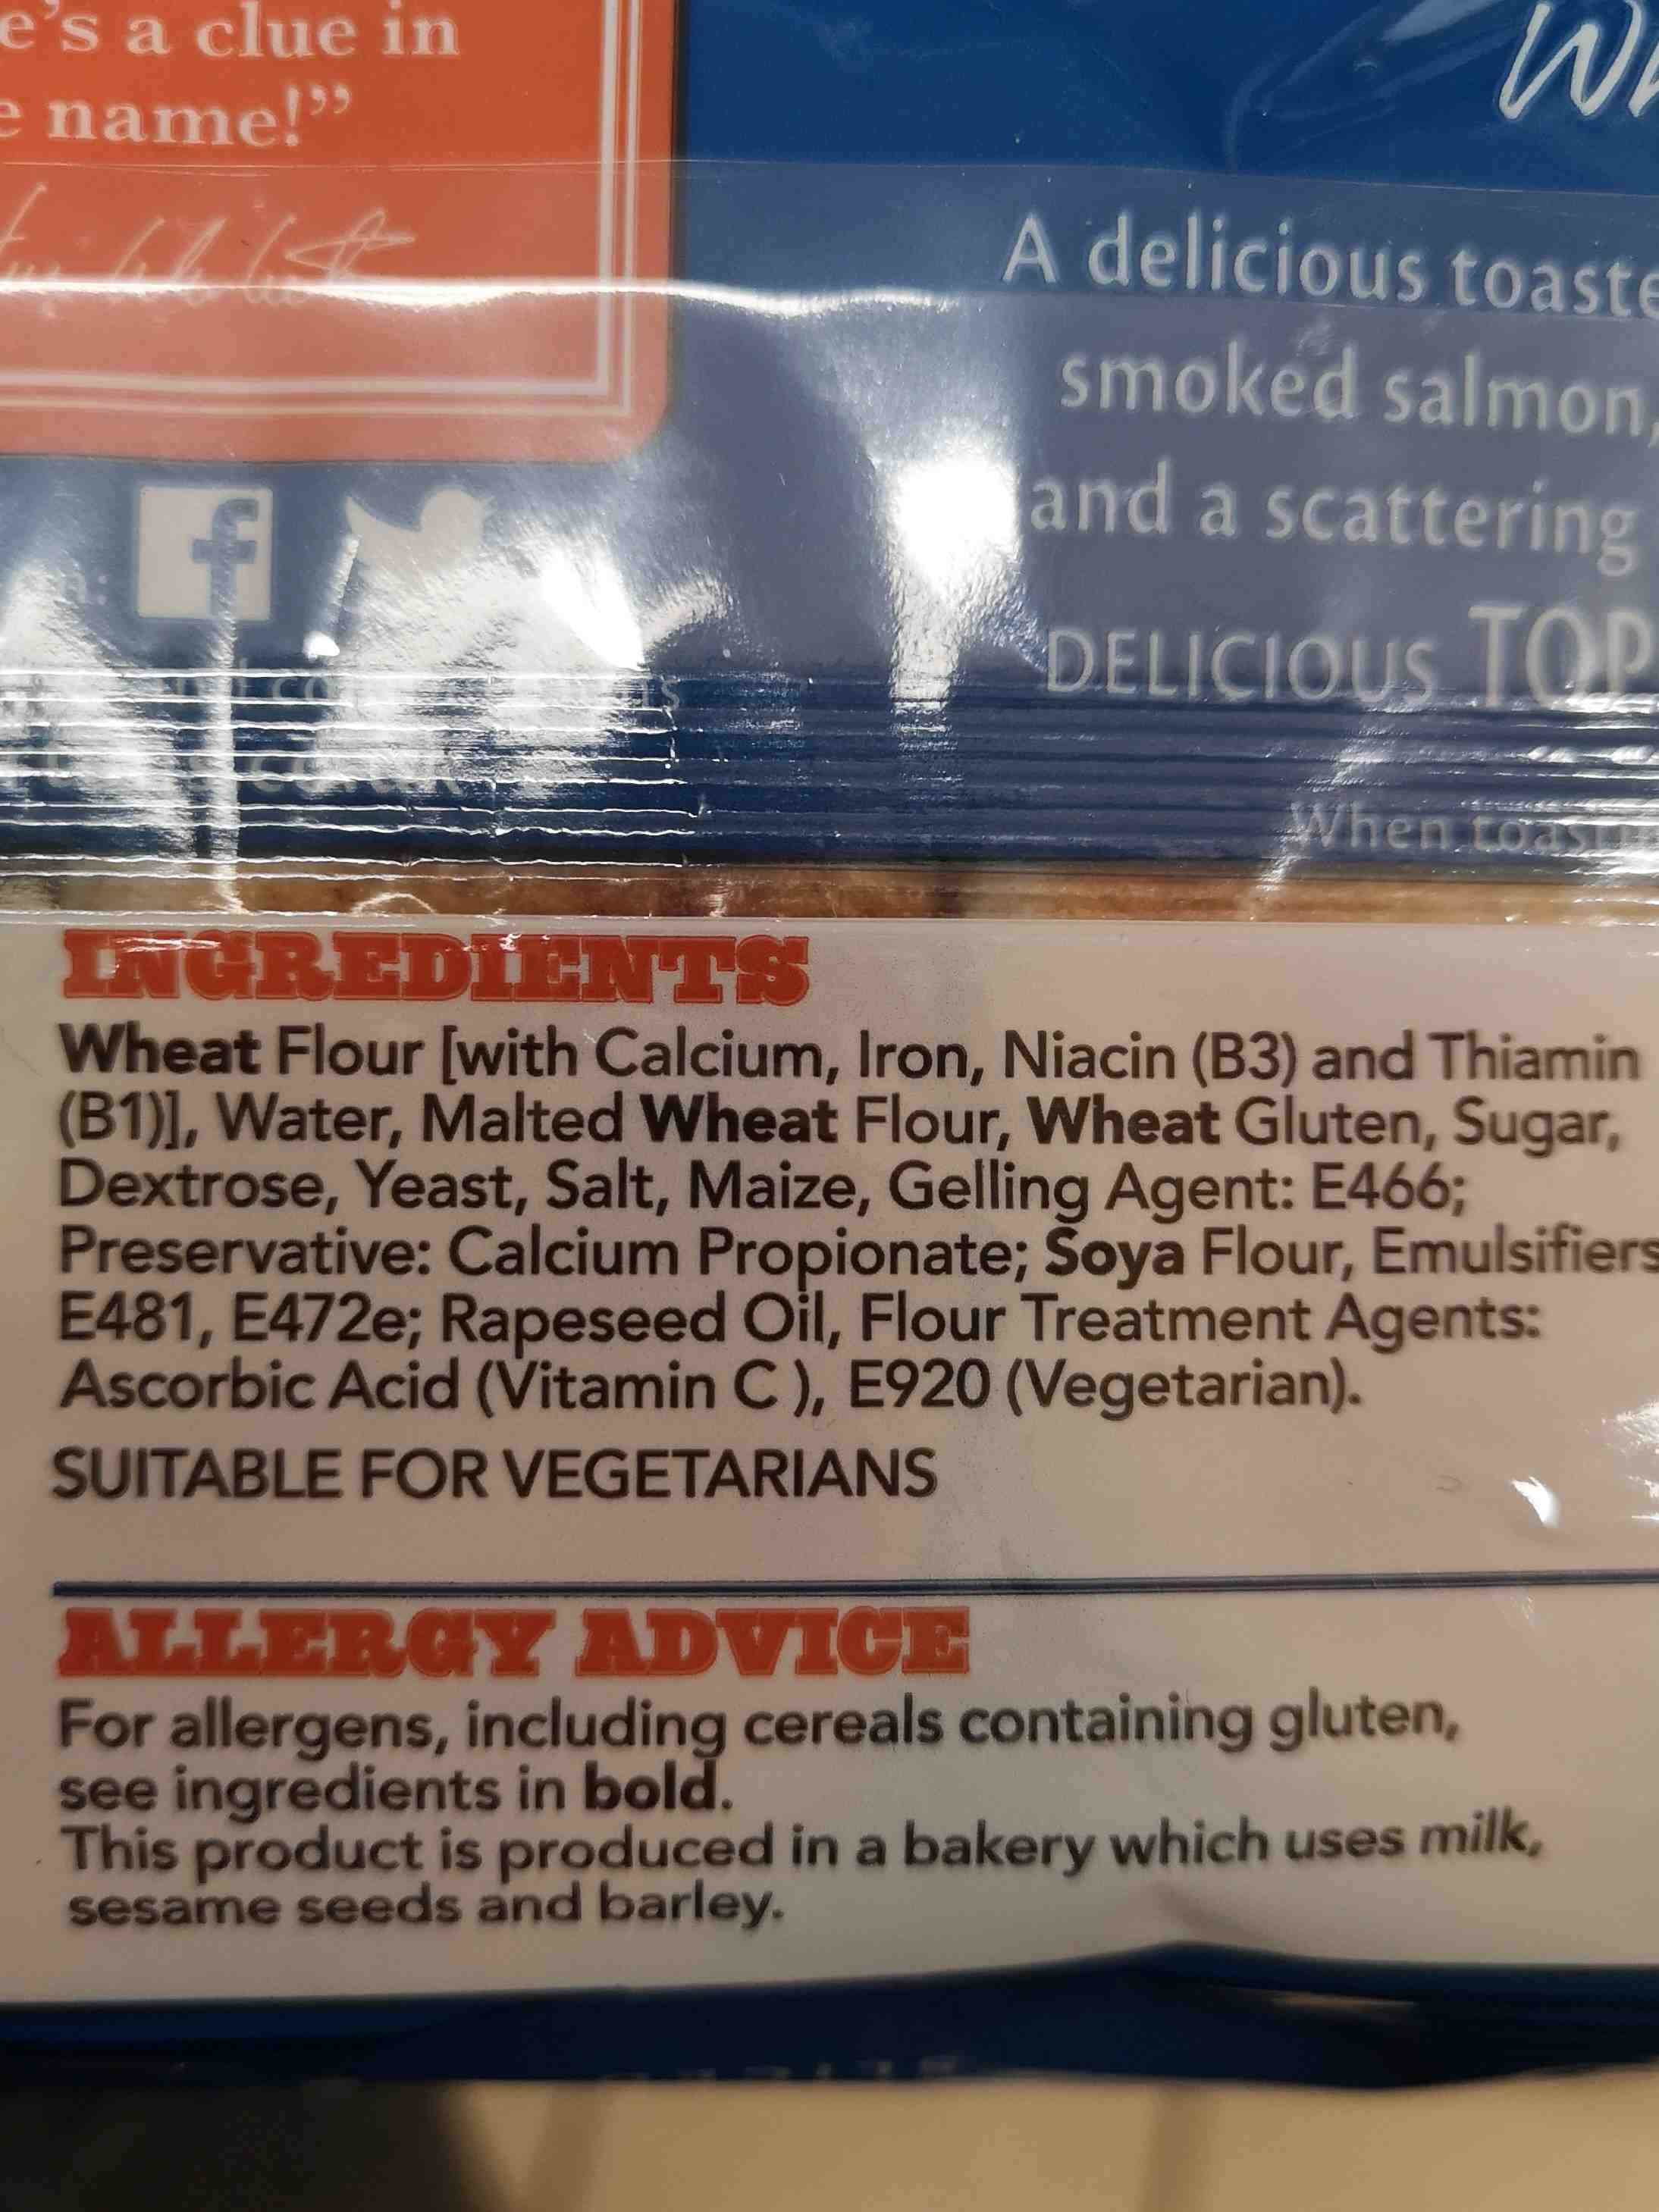 e's a clue in
e name!”
Wh
A delicious toaste
smoked salmon,
and a scattering
DELICIOUS TOP
When toast
INGREDIENTS
Wheat Flour [with Calcium, Iron, Niacin (B3) and Thiamin
(B1)], Water, Malted Wheat Flour, Wheat Gluten, Sugar,
Dextrose, Yeast, Salt, Maize, Gelling Agent: E466;
Preservative: Calcium Propionate; Soya Flour, Emulsifiers
E481, E472e; Rapeseed Oil, Flour Treatment Agents:
Ascorbic Acid (Vitamin C ), E920 (Vegetarian).
SUITABLE FOR VEGETARIANS
ALLERGY ADVICE
For allergens, including cereals containing gluten,
see ingredients in bold.
This product is produced in a bakery which uses milk,
sesame seeds and barley.